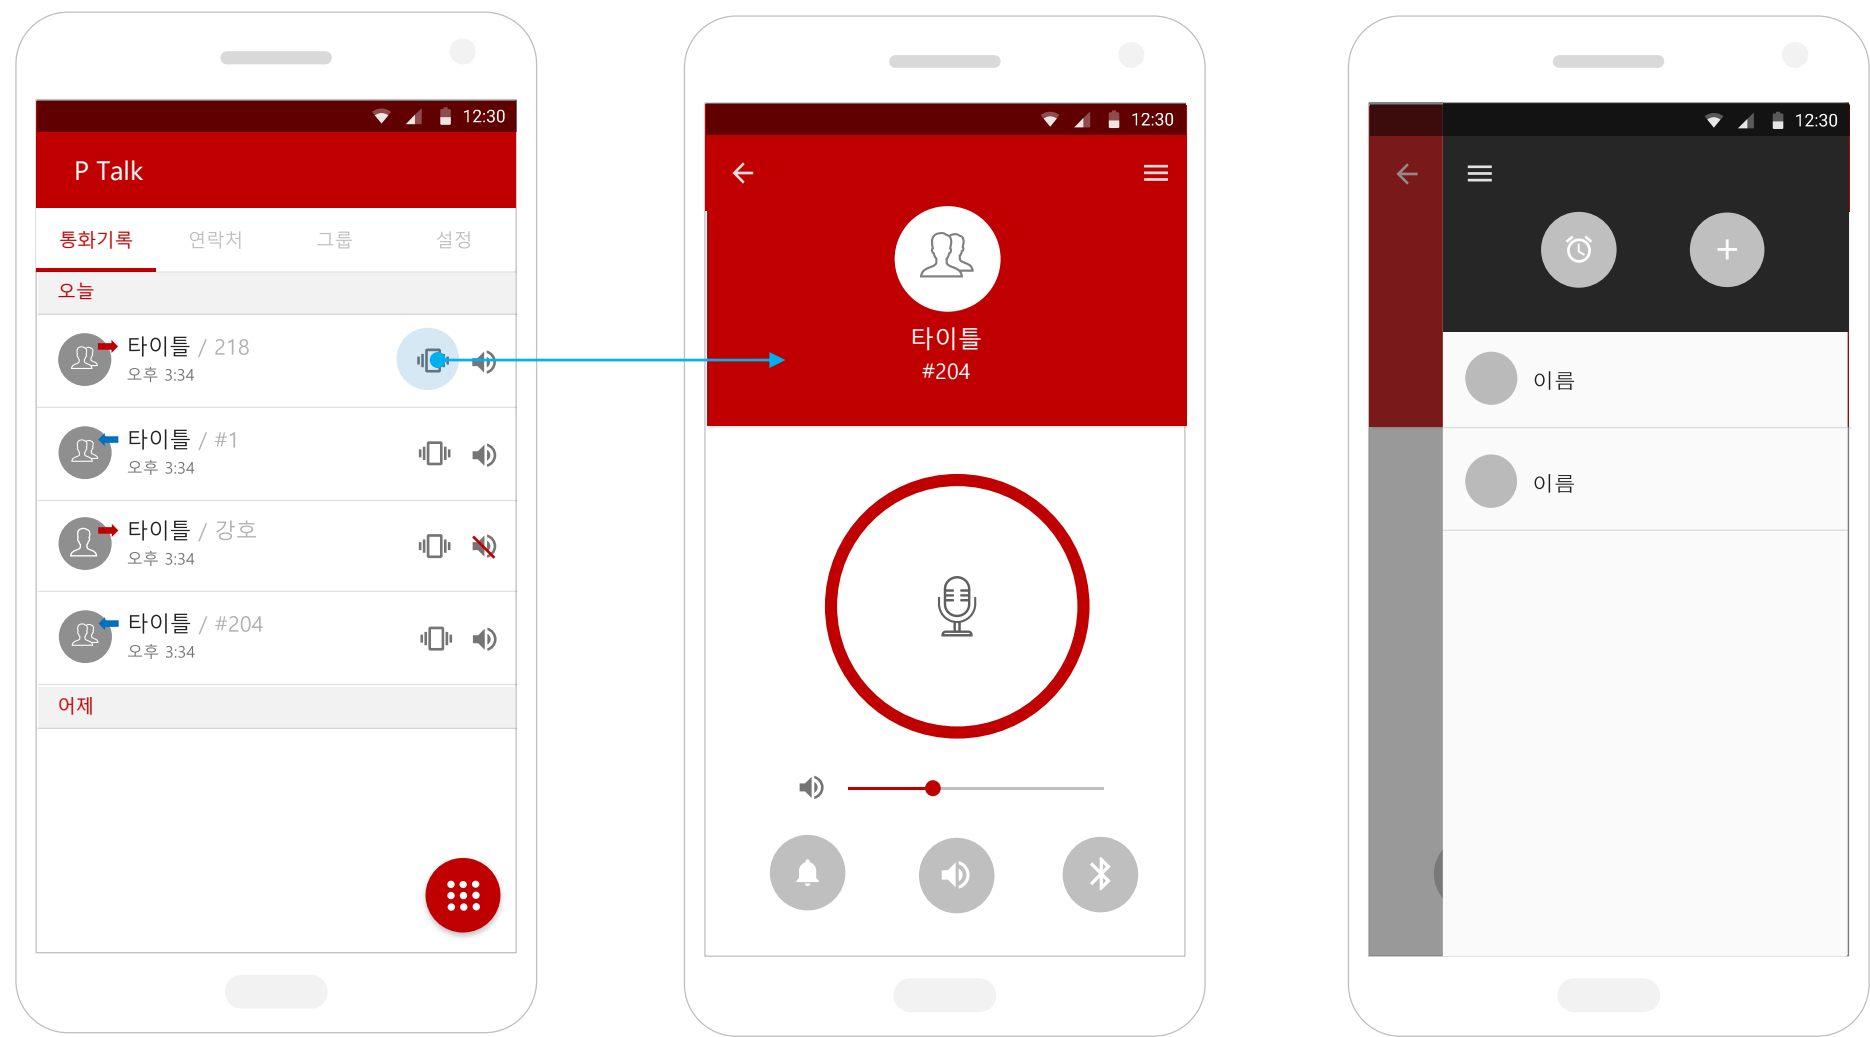 12:30
P Talk
통화기록 연락처 그룹 설정
오늘
타이틀 / 218
오후 3:34
타이틀 / #1
오후 3:34
타이틀 / 강호
오후 3:34
타이틀 / #204
오후 3:34
어제
12:30
타이틀
#204
12:30
이름
이름